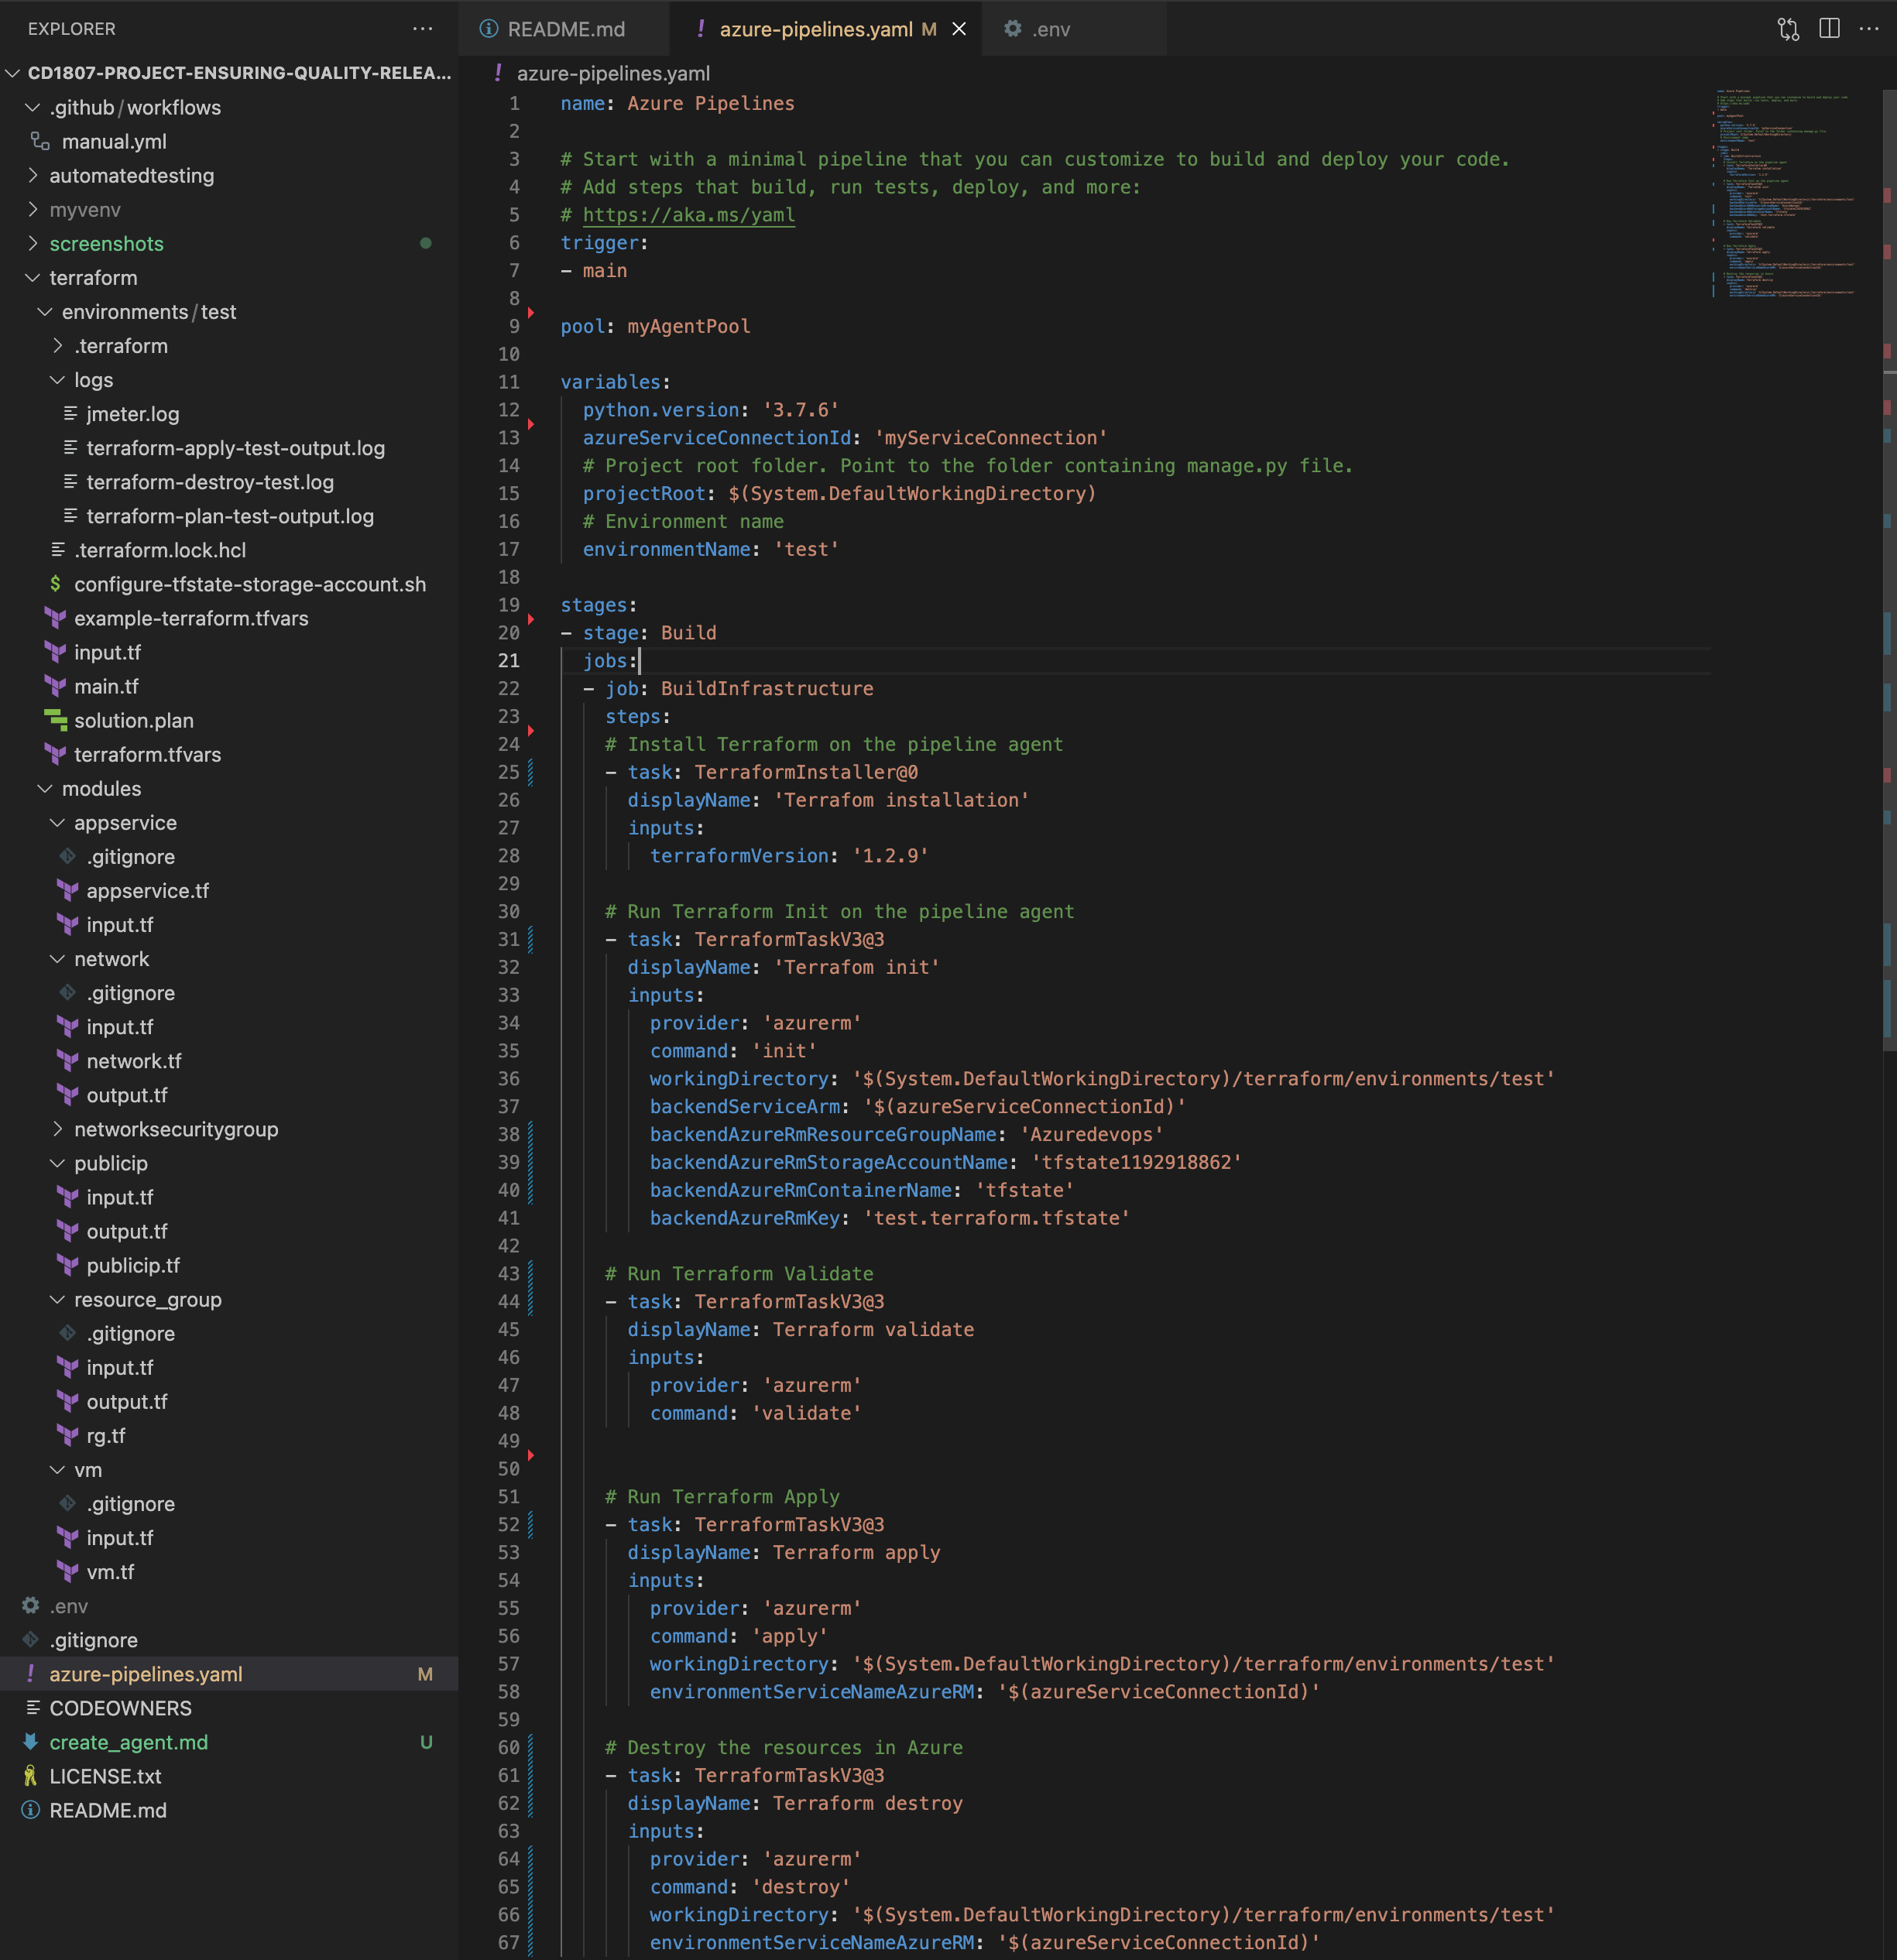 EXPLORER
CD1807-PROJECT-ENSURING-QUALITY-RELEA...
.github/workflows
manual.yml
automatedtesting
myvenv
screenshots
terraform
environments/test
.terraform
logs
jmeter.log
terraform-apply-test-output.log
terraform-destroy-test.log
terraform-plan-test-output.log
.terraform.lock.hcl
configure-tfstate-storage-account.sh
example-terraform.tfvars
input.tf
main.tf
solution.plan
terraform.tfvars
modules
appservice
.gitignore
appservice.tf
input.tf
network
.gitignore
input.tf
network.tf
output.tf
networksecuritygroup
publicip
input.tf
output.tf
publicip.tf
resource_group
.gitignore
input.tf
output.tf
rg.tf
vm
.gitignore
input.tf
vm.tf
.env
.gitignore
azure-pipelines.yaml M
CODEOWNERS
create_agent.md U
LICENSE.txt
README.md
README.md
azure-pipelines.yaml M
.env
azure-pipelines.yaml
1 name: Azure Pipelines
2
3 # Start with a minimal pipeline that you can customize to build and deploy your code.
4 # Add steps that build, run tests, deploy, and more:
5 # https://aka.ms/yaml
6 trigger:
7 - main
8
9 pool: myAgentPool
10
11 variables:
12 python.version: '3.7.6'
13 azureServiceConnectionId: 'myServiceConnection'
14 # Project root folder. Point to the folder containing manage.py file.
15 projectRoot: $(System.DefaultWorkingDirectory)
16 # Environment name
17 environmentName: 'test'
18
19 stages:
20 - stage: Build
21 jobs:
22 - job: BuildInfrastructure
23 steps:
24 # Install Terraform on the pipeline agent
25 - task: TerraformInstaller@0
26 displayName: 'Terrafom installation'
27 inputs:
28 terraformVersion: '1.2.9'
29
30 # Run Terraform Init on the pipeline agent
31 - task: TerraformTaskV3@3
32 displayName: 'Terrafom init'
33 inputs:
34 provider: 'azurerm'
35 command: 'init'
36 workingDirectory: '$(System.DefaultWorkingDirectory)/terraform/environments/test'
37 backendServiceArm: '$(azureServiceConnectionId)'
38 backendAzureRmResourceGroupName: 'Azuredevops'
39 backendAzureRmStorageAccountName: 'tfstate1192918862'
40 backendAzureRmContainerName: 'tfstate'
41 backendAzureRmKey: 'test.terraform.tfstate'
42
43 # Run Terraform Validate
44 - task: TerraformTaskV3@3
45 displayName: Terraform validate
46 inputs:
47 provider: 'azurerm'
48 command: 'validate'
49
50
51 # Run Terraform Apply
52 - task: TerraformTaskV3@3
53 displayName: Terraform apply
54 inputs:
55 provider: 'azurerm'
56 command: 'apply'
57 workingDirectory: '$(System.DefaultWorkingDirectory)/terraform/environments/test'
58 environmentServiceNameAzureRM: '$(azureServiceConnectionId)'
59
60 # Destroy the resources in Azure
61 - task: TerraformTaskV3@3
62 displayName: Terraform destroy
63 inputs:
64 provider: 'azurerm'
65 command: 'destroy'
66 workingDirectory: '$(System.DefaultWorkingDirectory)/terraform/environments/test'
67 environmentServiceNameAzureRM: '$(azureServiceConnectionId)'